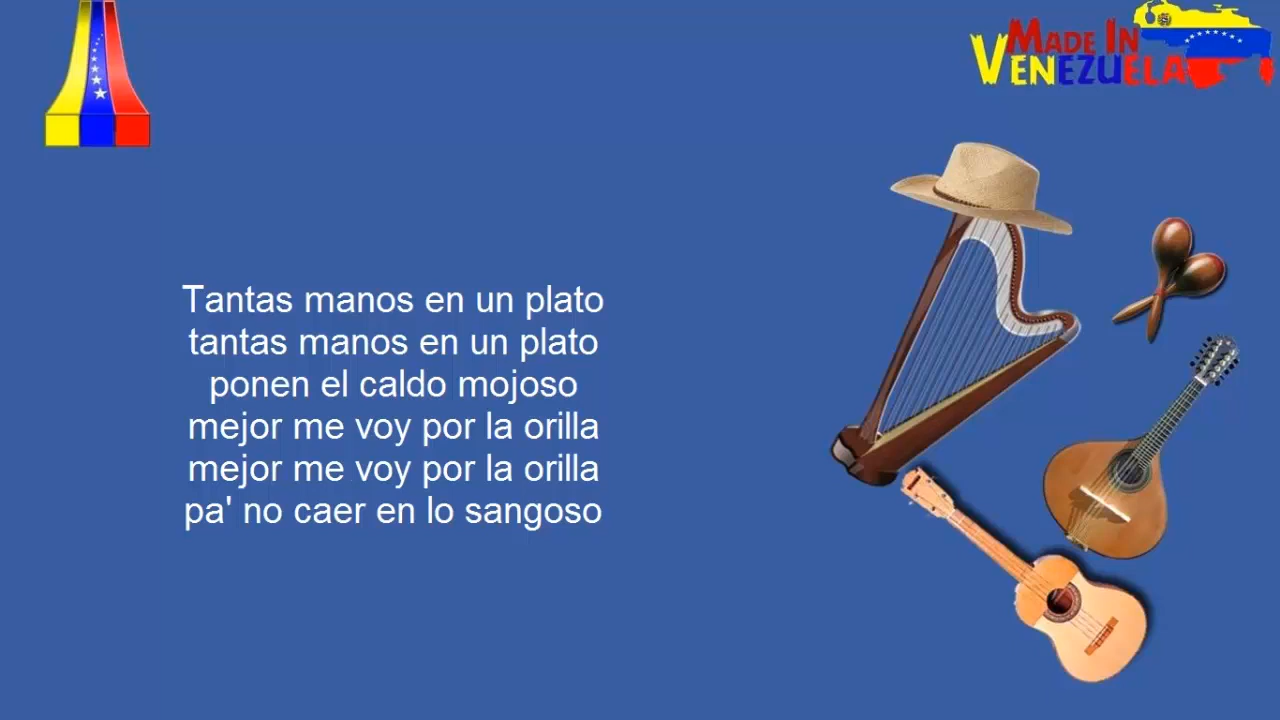 MADE IN
VENEZUELA
Tantas manos en un plato
tantas manos en un plato
ponen el caldo mojoso
mejor me voy por la orilla
mejor me voy por la orilla
pa' no caer en lo sangoso